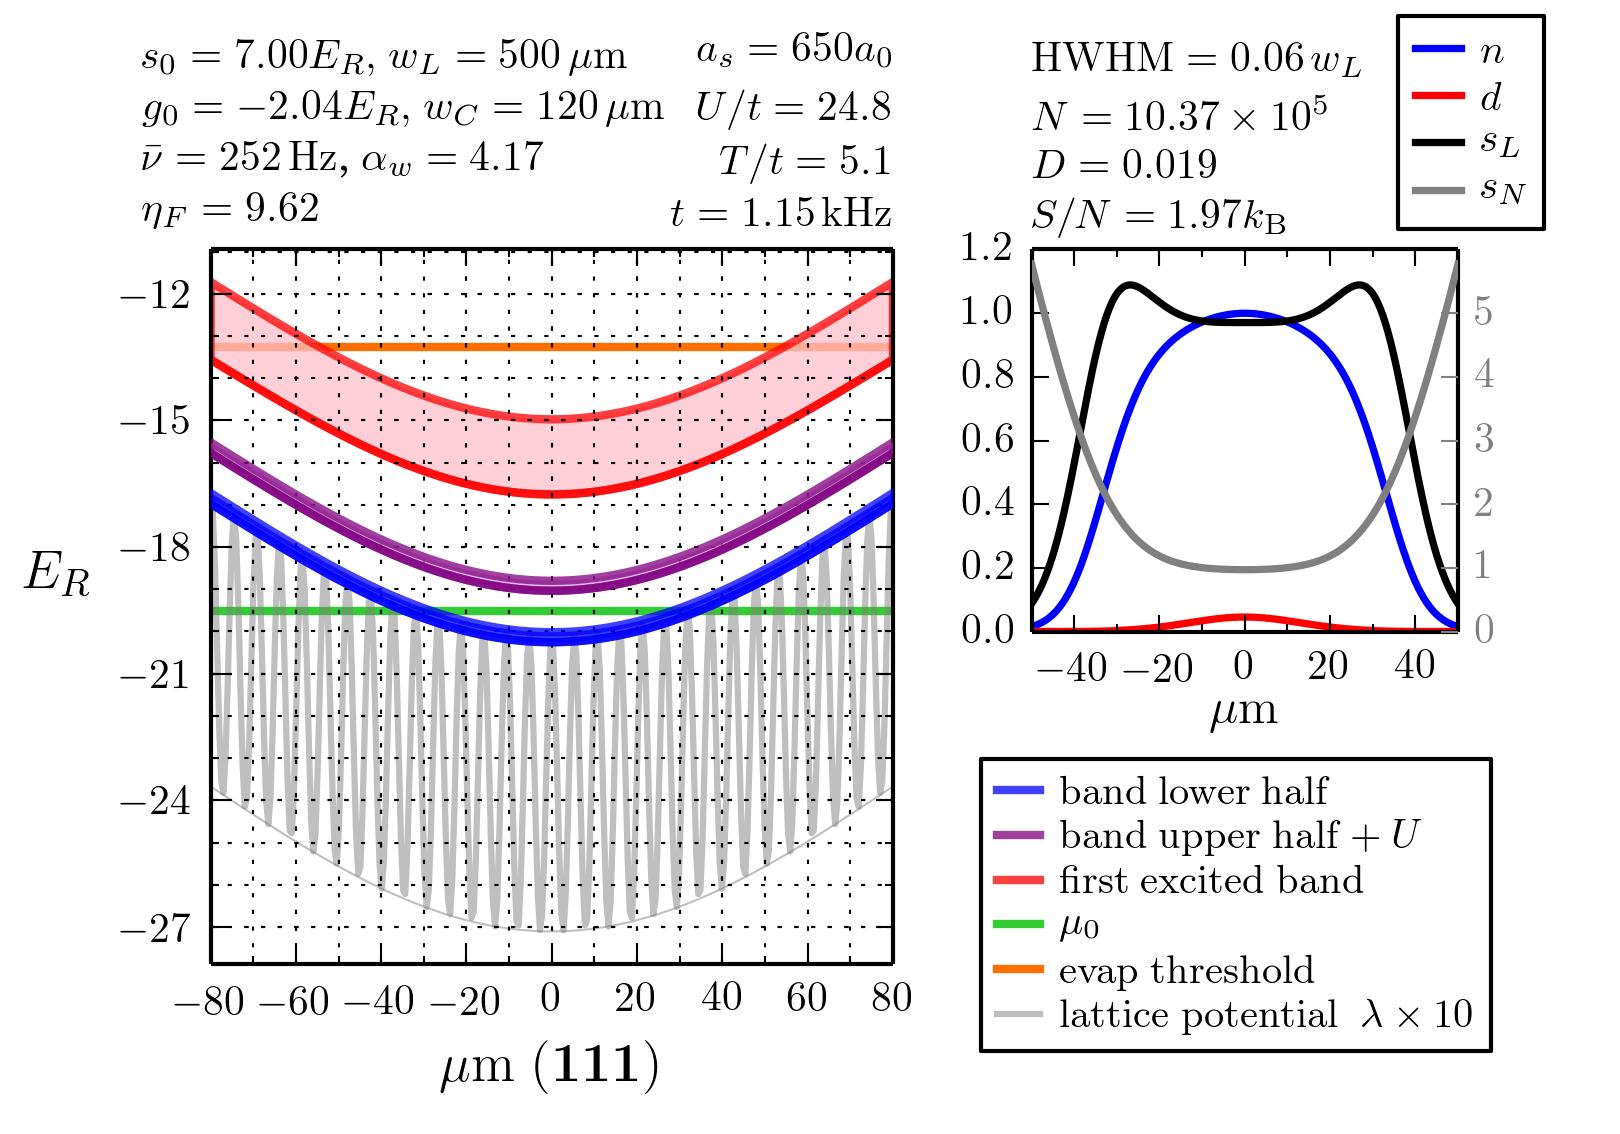 s₀ = 7.00E_R, w_L = 500 μm
g₀ = −2.04E_R, w_C = 120 μm
ν̄ = 252 Hz, α_w = 4.17
η_F = 9.62
a_s = 650a₀
U/t = 24.8
T/t = 5.1
t = 1.15 kHz
HWHM = 0.06 w_L
N = 10.37 × 10⁵
D = 0.019
S/N = 1.97k_B
n
d
s_L
s_N
E_R
−12
−15
−18
−21
−24
−27
−80 −60 −40 −20 0 20 40 60 80
μm (111)
1.2
1.0
0.8
0.6
0.4
0.2
0.0
5
4
3
2
1
0
−40 −20 0 20 40
μm
band lower half
band upper half + U
first excited band
μ₀
evap threshold
lattice potential λ × 10